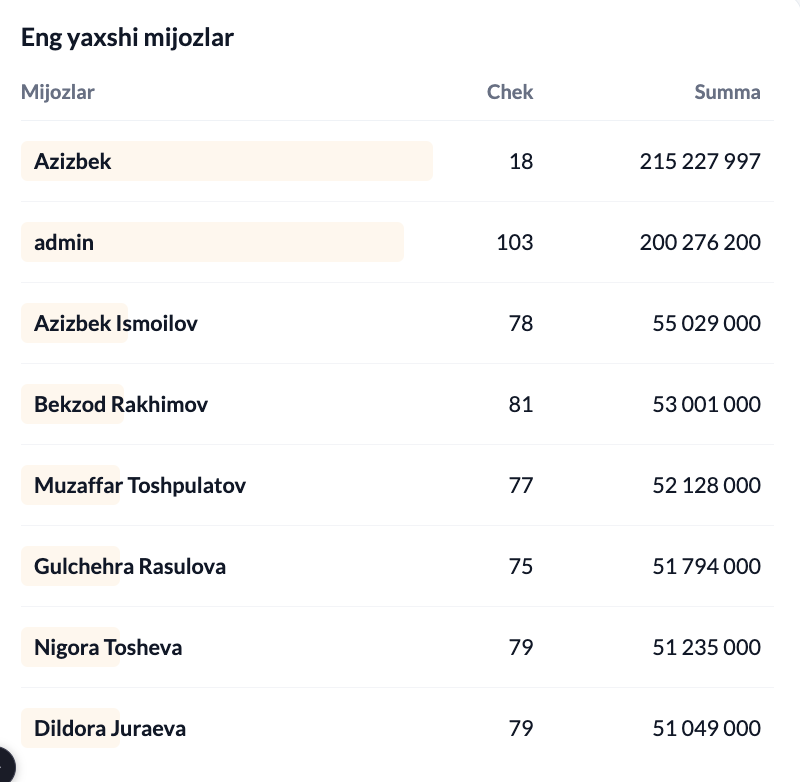 Eng yaxshi mijozlar
Mijozlar Chek Summa
Azizbek 18 215 227 997
admin 103 200 276 200
Azizbek Ismoilov 78 55 029 000
Bekzod Rakhimov 81 53 001 000
Muzaffar Toshpulatov 77 52 128 000
Gulchehra Rasulova 75 51 794 000
Nigora Tosheva 79 51 235 000
Dildora Juraeva 79 51 049 000